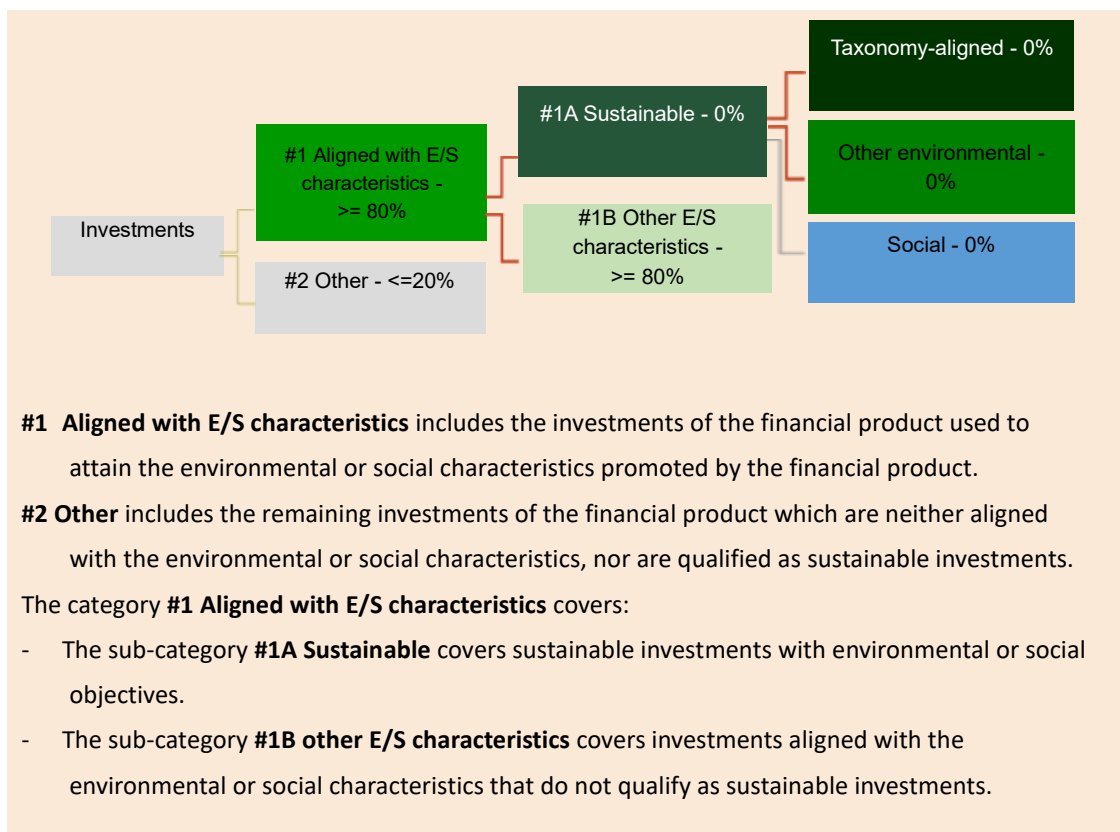 Investments
#1 Aligned with E/S
characteristics -
>= 80%
#2 Other - <=20%
#1A Sustainable - 0%
#1B Other E/S
characteristics -
>= 80%
Taxonomy-aligned - 0%
Other environmental -
0%
Social - 0%
#1 Aligned with E/S characteristics includes the investments of the financial product used to
attain the environmental or social characteristics promoted by the financial product.
#2 Other includes the remaining investments of the financial product which are neither aligned
with the environmental or social characteristics, nor are qualified as sustainable investments.
The category #1 Aligned with E/S characteristics covers:
- The sub-category #1A Sustainable covers sustainable investments with environmental or social
objectives.
- The sub-category #1B other E/S characteristics covers investments aligned with the
environmental or social characteristics that do not qualify as sustainable investments.